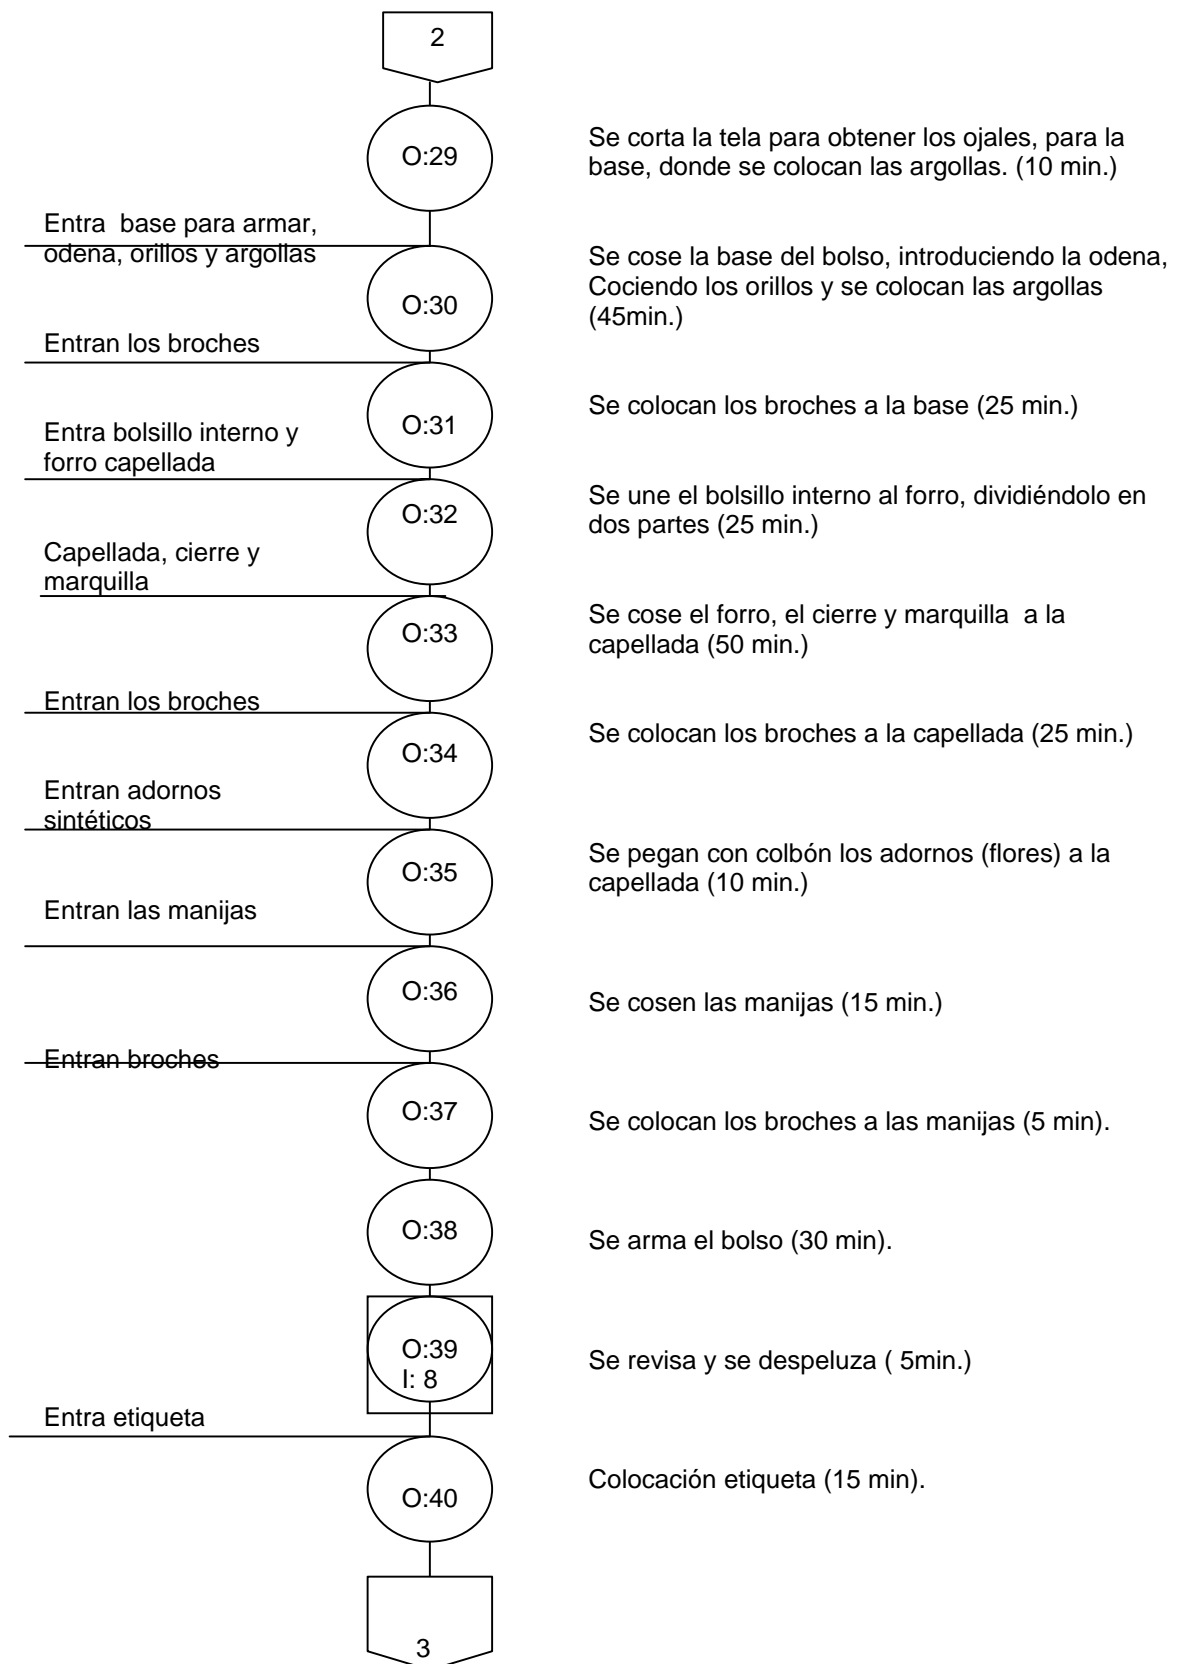 2
O:29
Se corta la tela para obtener los ojales, para la
base, donde se colocan las argollas. (10 min.)
Entra base para armar,
odena, orillos y argollas
O:30
Se cose la base del bolso, introduciendo la odena,
Cociendo los orillos y se colocan las argollas
(45min.)
Entran los broches
O:31
Se colocan los broches a la base (25 min.)
Entra bolsillo interno y
forro capellada
O:32
Se une el bolsillo interno al forro, dividiéndolo en
dos partes (25 min.)
Capellada, cierre y
marquilla
O:33
Se cose el forro, el cierre y marquilla a la
capellada (50 min.)
Entran los broches
O:34
Se colocan los broches a la capellada (25 min.)
Entran adornos
sintéticos
O:35
Se pegan con colbón los adornos (flores) a la
capellada (10 min.)
Entran las manijas
O:36
Se cosen las manijas (15 min.)
Entran broches
O:37
Se colocan los broches a las manijas (5 min).
O:38
Se arma el bolso (30 min).
O:39
I: 8
Se revisa y se despeluza ( 5min.)
Entra etiqueta
O:40
Colocación etiqueta (15 min).
3